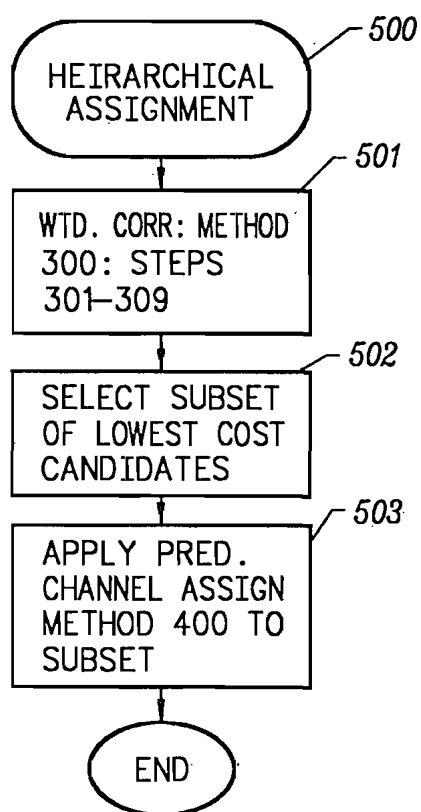 500
HEIRARCHICAL
ASSIGNMENT
501
WTD. CORR: METHOD
300: STEPS
301-309
502
SELECT SUBSET
OF LOWEST COST
CANDIDATES
503
APPLY PRED.
CHANNEL ASSIGN
METHOD 400 TO
SUBSET
END